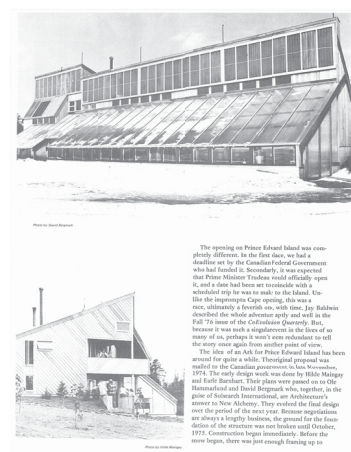 Photo by David Bergmark
The opening on Prince Edward Island was com-
pletely different. In the first place, we had a
deadline set by the Canadian Federal Government
who had funded it. Secondarily, it was expected
that Prime Minister Trudeau would officially open
it, and a date had been set to coincide with a
scheduled trip he was to make to the Island. Un-
like the impromptu Cape opening, this was a
race, ultimately a feverish one, with time. Jay Baldwin
described the whole adventure aptly and well in the
Fall '76 issue of the CoEvolution Quarterly. But,
because it was such a singular event in the lives of so
many of us, perhaps it won't seem redundant to tell
the story once again from another point of view.
The idea of an Ark for Prince Edward Island has been
around for quite a while. The original proposal was
mailed to the Canadian government in late November,
1974. The early design work was done by Hilde Maingay
and Earle Barnhart. Their plans were passed on to Ole
Hammarlund and David Bergmark who, together, in the
guise of Solsearch International, are Architecture's
answer to New Alchemy. They evolved the final design
over the period of the next year. Because negotiations
are always a lengthy business, the ground for the foun-
dation of the structure was not broken until October,
1975. Construction began immediately. Before the
snow began, there was just enough framing up to
Photo by Hilde Maingay